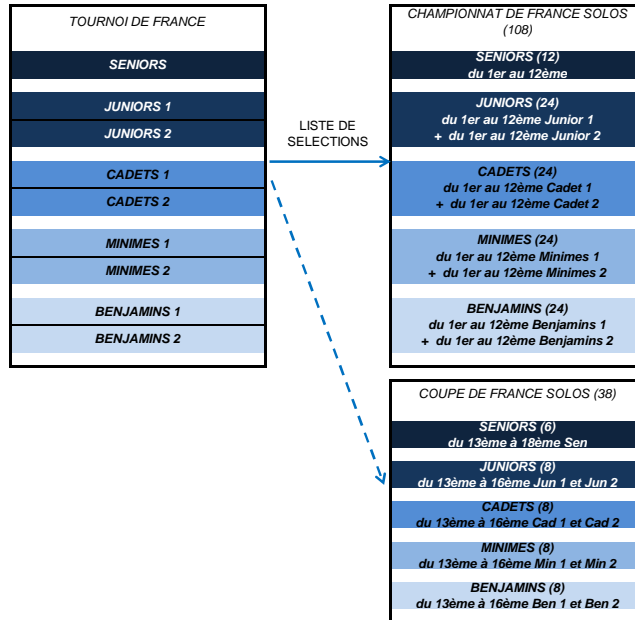 TOURNOI DE FRANCE
SENIORS
JUNIORS 1
JUNIORS 2
CADETS 1
CADETS 2
MINIMES 1
MINIMES 2
BENJAMINS 1
BENJAMINS 2
LISTE DE
SELECTIONS
CHAMPIONNAT DE FRANCE SOLOS
(108)
SENIORS (12)
du 1er au 12ème
JUNIORS (24)
du 1er au 12ème Junior 1
+ du 1er au 12ème Junior 2
CADETS (24)
du 1er au 12ème Cadet 1
+ du 1er au 12ème Cadet 2
MINIMES (24)
du 1er au 12ème Minimes 1
+ du 1er au 12ème Minimes 2
BENJAMINS (24)
du 1er au 12ème Benjamins 1
+ du 1er au 12ème Benjamins 2
COUPE DE FRANCE SOLOS (38)
SENIORS (6)
du 13ème à 18ème Sen
JUNIORS (8)
du 13ème à 16ème Jun 1 et Jun 2
CADETS (8)
du 13ème à 16ème Cad 1 et Cad 2
MINIMES (8)
du 13ème à 16ème Min 1 et Min 2
BENJAMINS (8)
du 13ème à 16ème Ben 1 et Ben 2